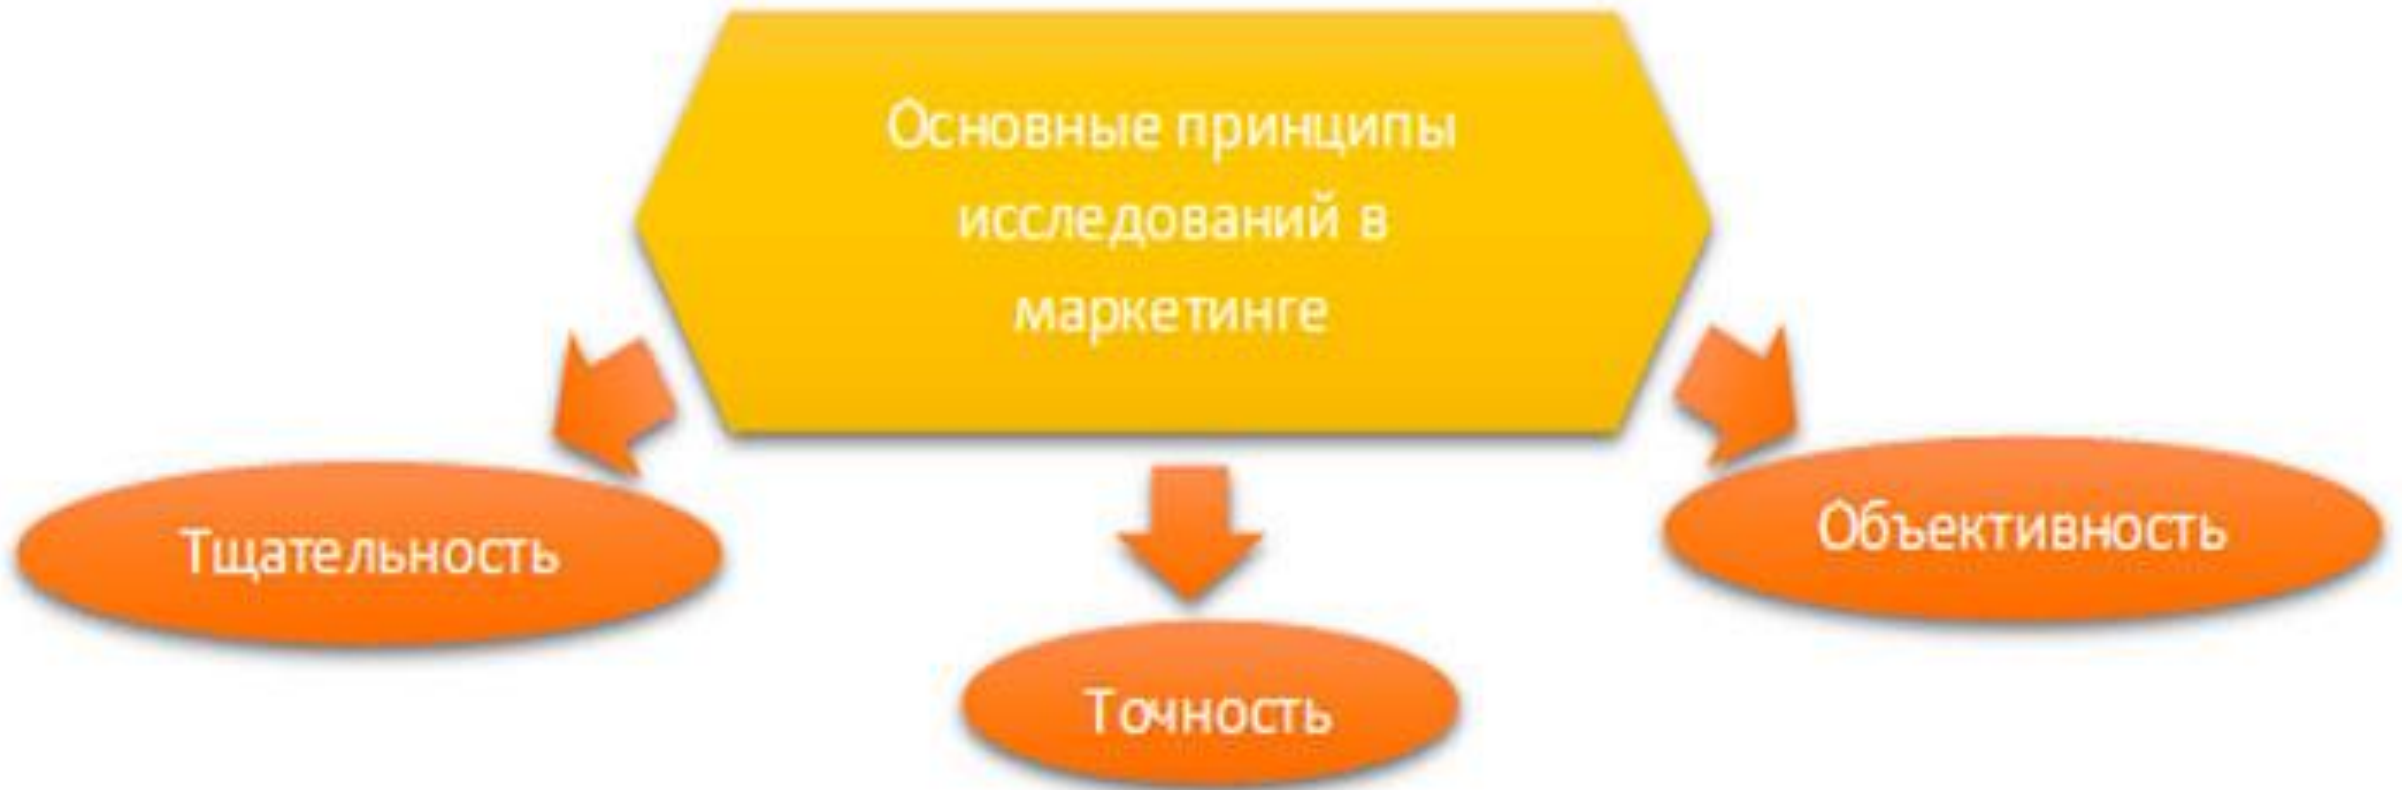 Основные принципы
исследований в
маркетинге
Тщательность
Точность
Объективность